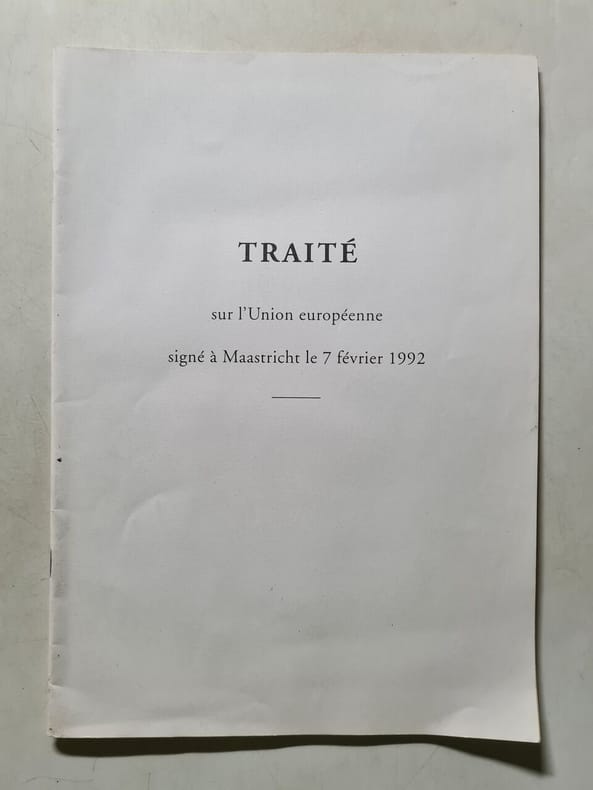 TRAITÉ
sur l'Union européenne
signé à Maastricht le 7 février 1992